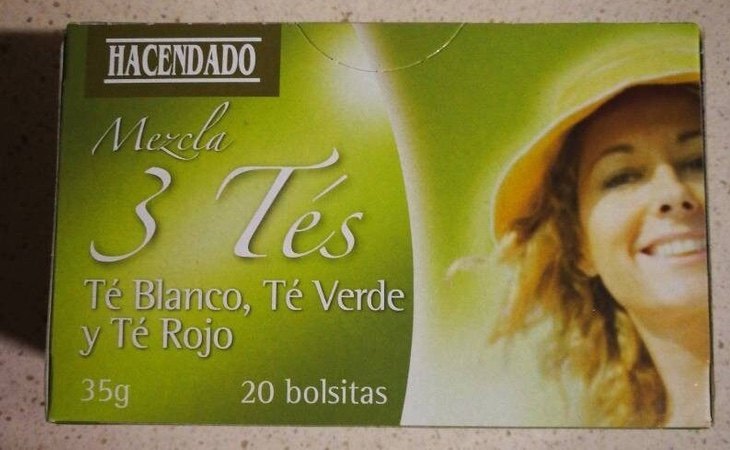 HACENDADO
Mezcla
3 Tés
Té Blanco, Té Verde
y Té Rojo
35g 20 bolsitas